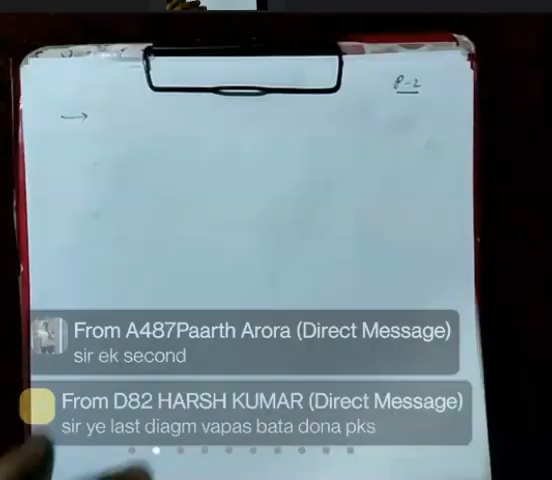 P-2
From A487Paarth Arora (Direct Message)
sir ek second
From D82 HARSH KUMAR (Direct Message)
sir ye last diagm vapas bata dona pks